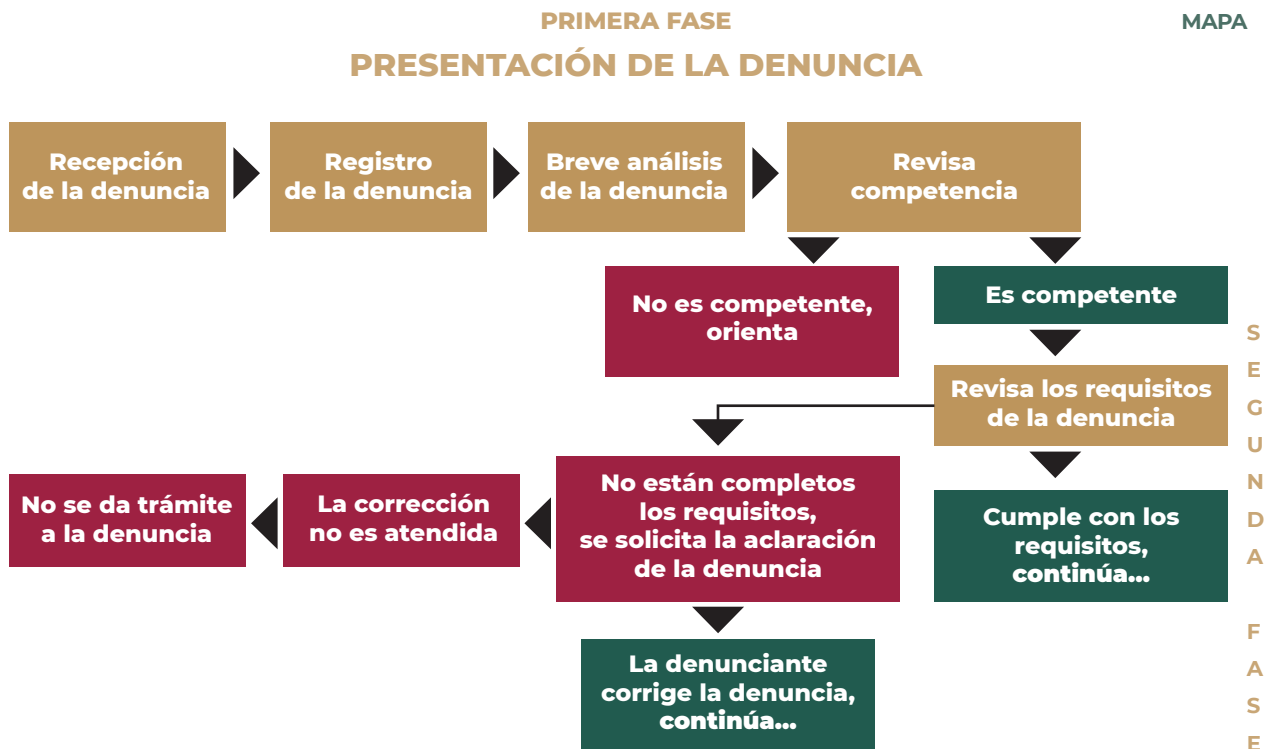 PRIMERA FASE
MAPA
PRESENTACIÓN DE LA DENUNCIA
Recepción
de la denuncia
Registro
de la denuncia
Breve análisis
de la denuncia
Revisa
competencia
No es competente,
orienta
Es competente
Revisa los requisitos
de la denuncia
No se da trámite
a la denuncia
La corrección
no es atendida
No están completos
los requisitos,
se solicita la aclaración
de la denuncia
Cumple con los
requisitos,
continúa...
La denunciante
corrige la denuncia,
continúa...
SEGUNDA FASE